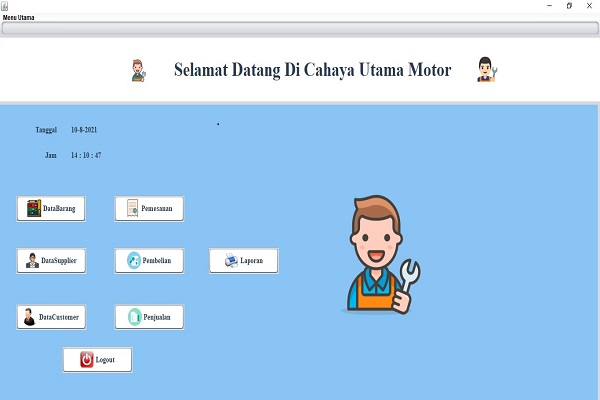 Menu Utama
Selamat Datang Di Cahaya Utama Motor
Tanggal 10-8-2021
Jam 14 : 10 : 47
DataBarang Pemesanan
DataSupplier Pembelian Laporan
DataCustomer Penjualan
Logout